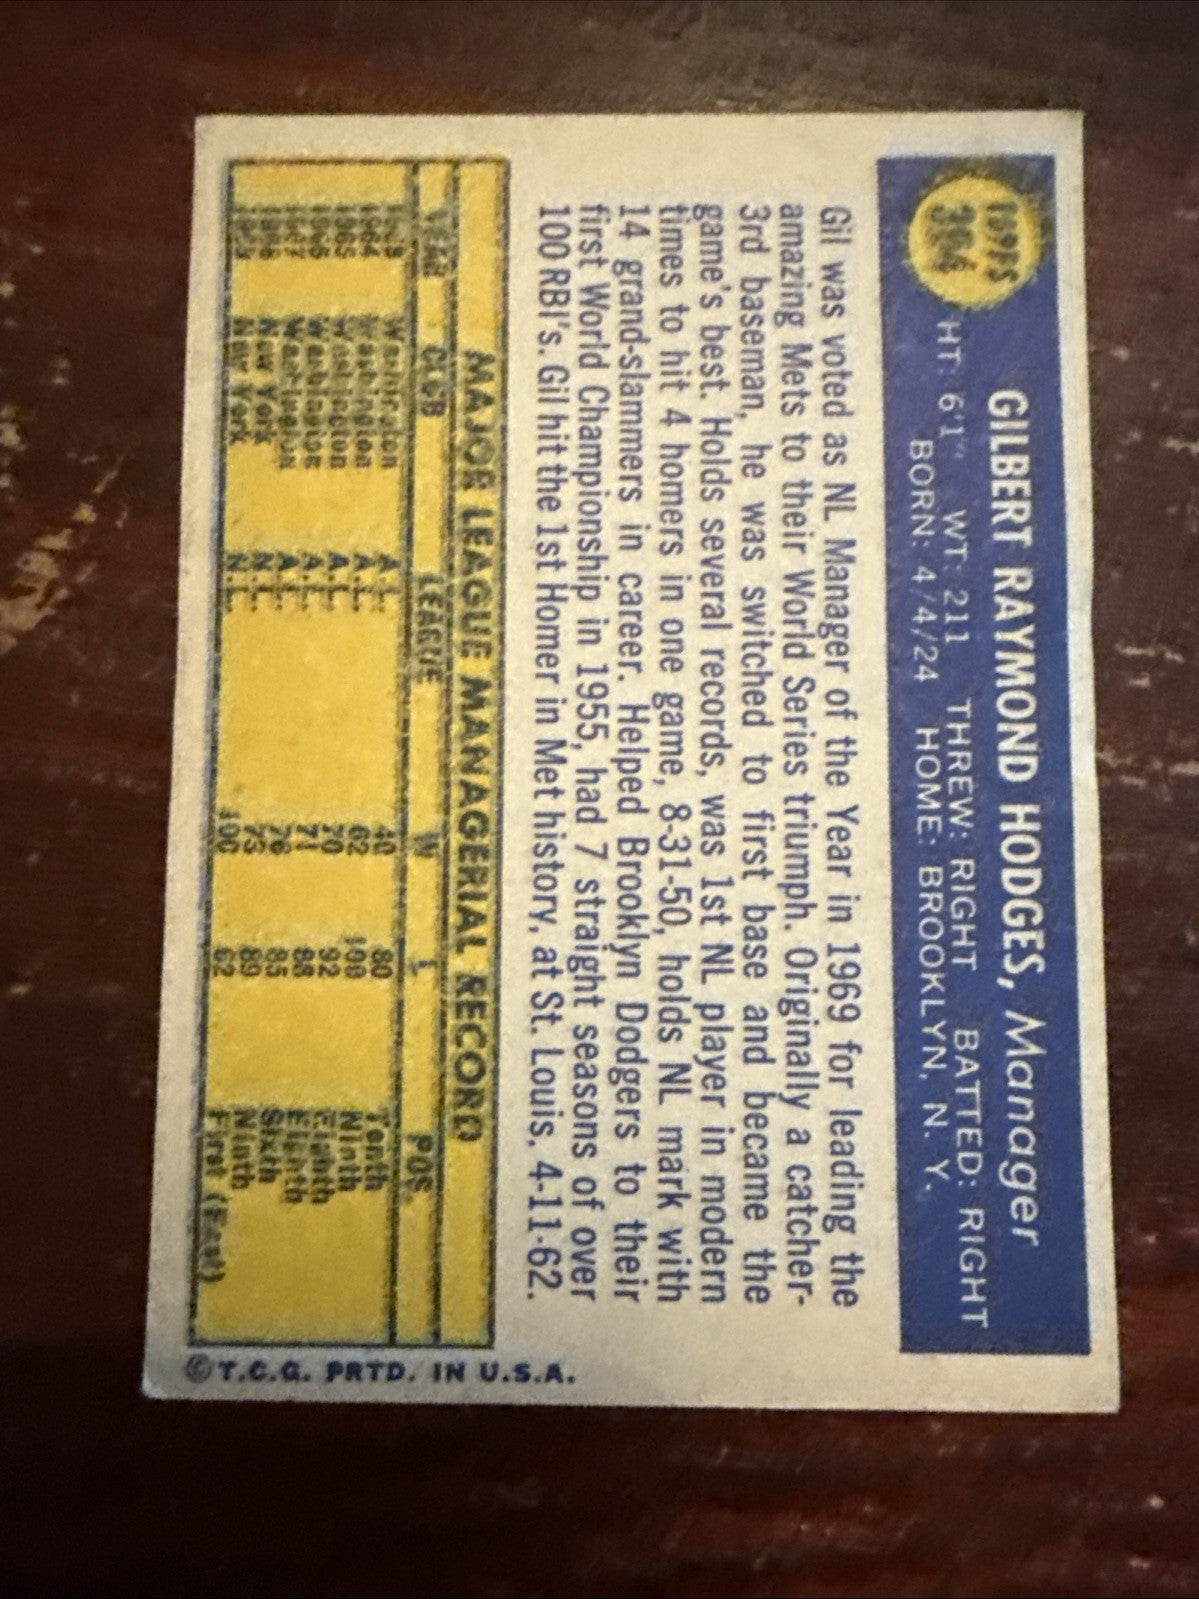 TOPPS
394
GILBERT RAYMOND HODGES, Manager
HT: 6'1" WT: 211 THREW: RIGHT BATTED: RIGHT
BORN: 4/4/24 HOME: BROOKLYN, N. Y.
Gil was voted as NL Manager of the Year in 1969 for leading the
amazing Mets to their World Series triumph. Originally a catcher-
3rd baseman, he was switched to first base and became the
game's best. Holds several records, was 1st NL player in modern
times to hit 4 homers in one game, 8-31-50, holds NL mark with
14 grand-slammers in career. Helped Brooklyn Dodgers to their
first World Championship in 1955, had 7 straight seasons of over
100 RBI's. Gil hit the 1st Homer in Met history, at St. Louis, 4-11-62.
MAJOR LEAGUE MANAGERIAL RECORD
YEAR CLUB LEAGUE W L POS.
1963 Washington A.L. 40 80 Tenth
1964 Washington A.L. 62 100 Ninth
1965 Washington A.L. 70 92 Eighth
1966 Washington A.L. 71 88 Eighth
1967 Washington A.L. 76 85 Sixth
1968 New York N.L. 73 89 Ninth
1969 New York N.L. 100 62 First (East)
©T.C.G. PRTD. IN U.S.A.